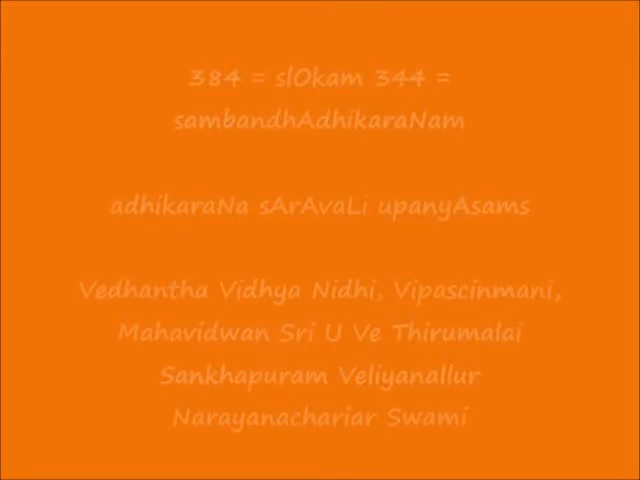 384 = slOkam 344 =
sambandhAdhikaraNam
adhikaraNa sArAvaLi upanyAsams
Vedhantha Vidhya Nidhi, Vipascinmani,
Mahavidwan Sri U Ve Thirumalai
Sankhapuram Veliyanallur
Narayanachariar Swami